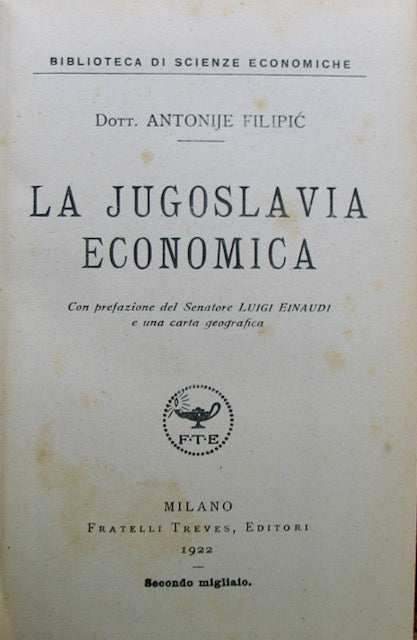 BIBLIOTECA DI SCIENZE ECONOMICHE
DOTT. ANTONIJE FILIPIĆ
LA JUGOSLAVIA
ECONOMICA
Con prefazione del Senatore LUIGI EINAUDI
e una carta geografica
F·T·E
MILANO
FRATELLI TREVES, EDITORI
1922
Secondo migliaio.